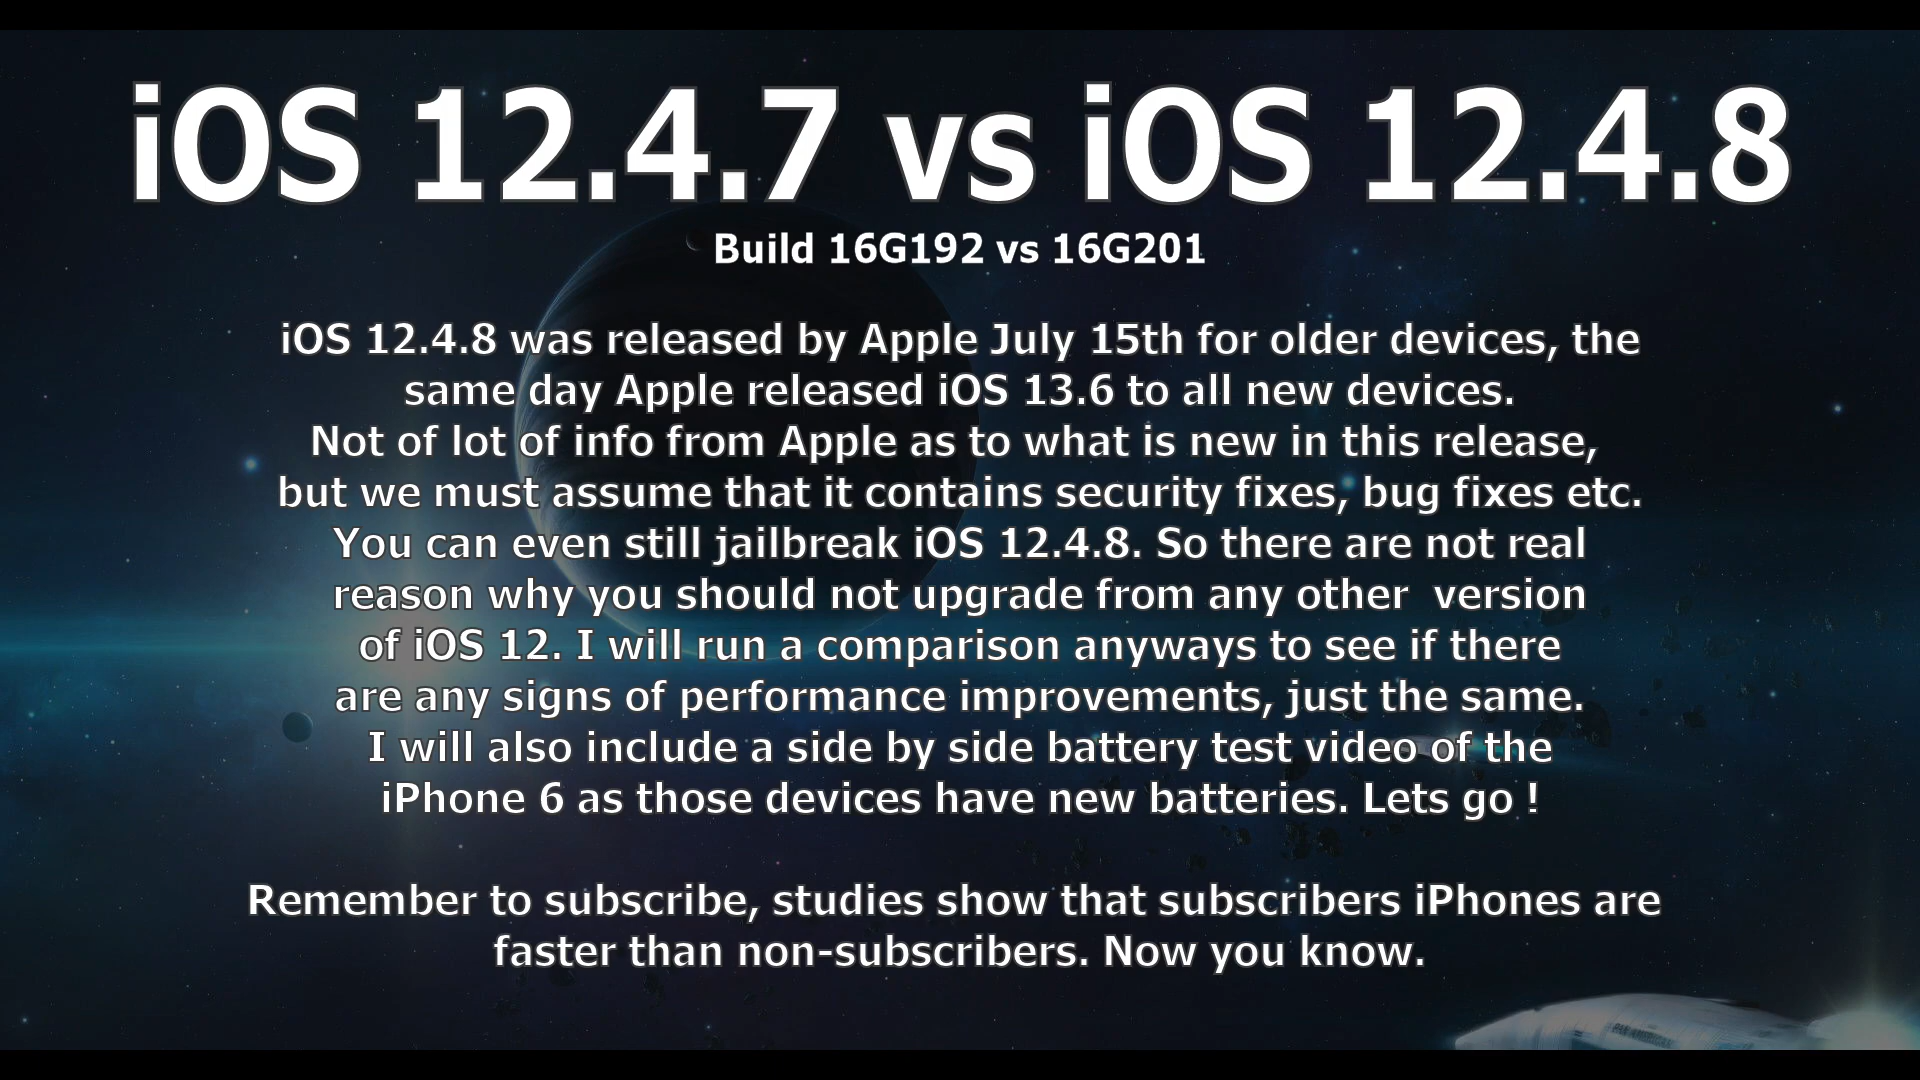 iOS 12.4.7 vs iOS 12.4.8
Build 16G192 vs 16G201
iOS 12.4.8 was released by Apple July 15th for older devices, the
same day Apple released iOS 13.6 to all new devices.
Not of lot of info from Apple as to what is new in this release,
but we must assume that it contains security fixes, bug fixes etc.
You can even still jailbreak iOS 12.4.8. So there are not real
reason why you should not upgrade from any other  version
of iOS 12. I will run a comparison anyways to see if there
are any signs of performance improvements, just the same.
I will also include a side by side battery test video of the
iPhone 6 as those devices have new batteries. Lets go !
Remember to subscribe, studies show that subscribers iPhones are
faster than non-subscribers. Now you know.
PAN AMERICAN